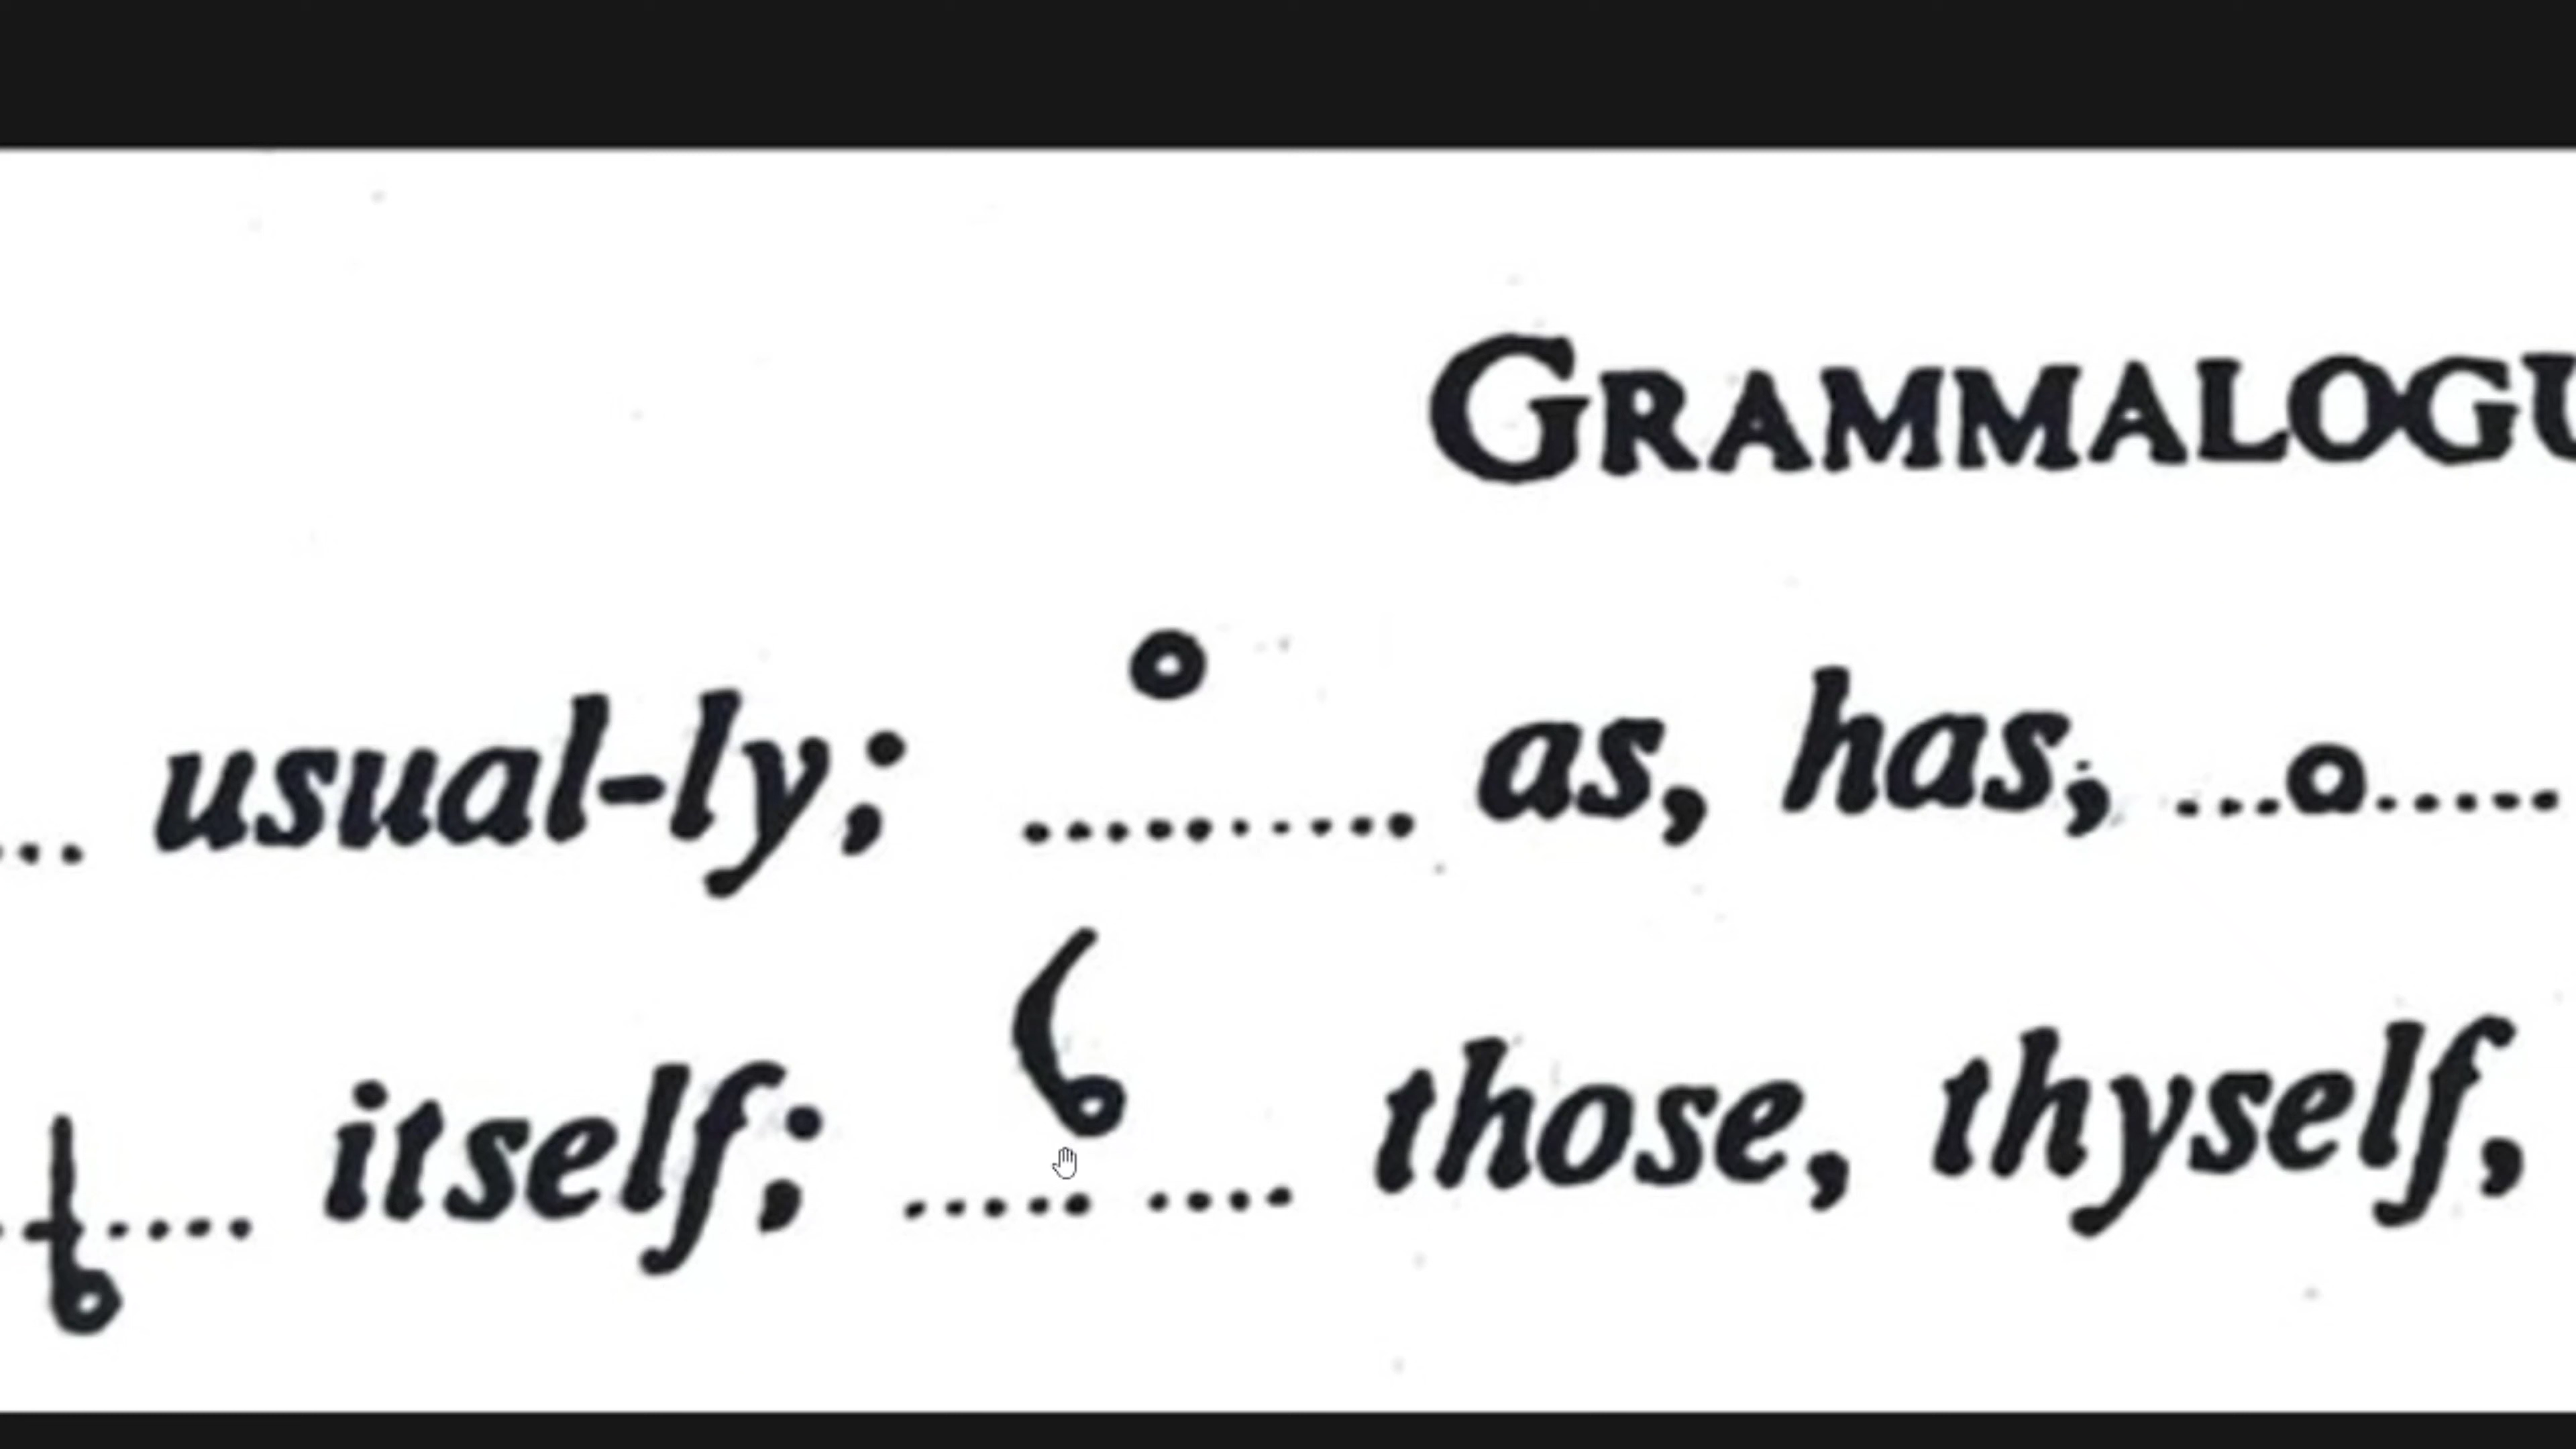 GRAMMALOGU
... usual-ly; .......... as, has; ... .....
..... itself; ..... .... those, thyself,